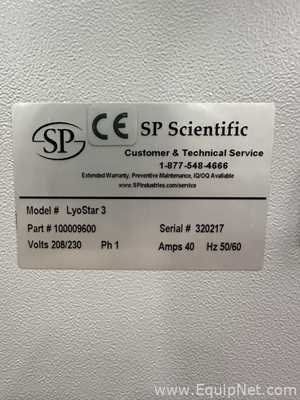 SP CE SP Scientific
Customer & Technical Service
1-877-548-4666
Extended Warranty, Preventive Maintenance, IQ/OQ Available
www.SPindustries.com/service
Model # LyoStar 3
Part # 100009600 Serial # 320217
Volts 208/230 Ph 1 Amps 40 Hz 50/60
© www.EquipNet.com